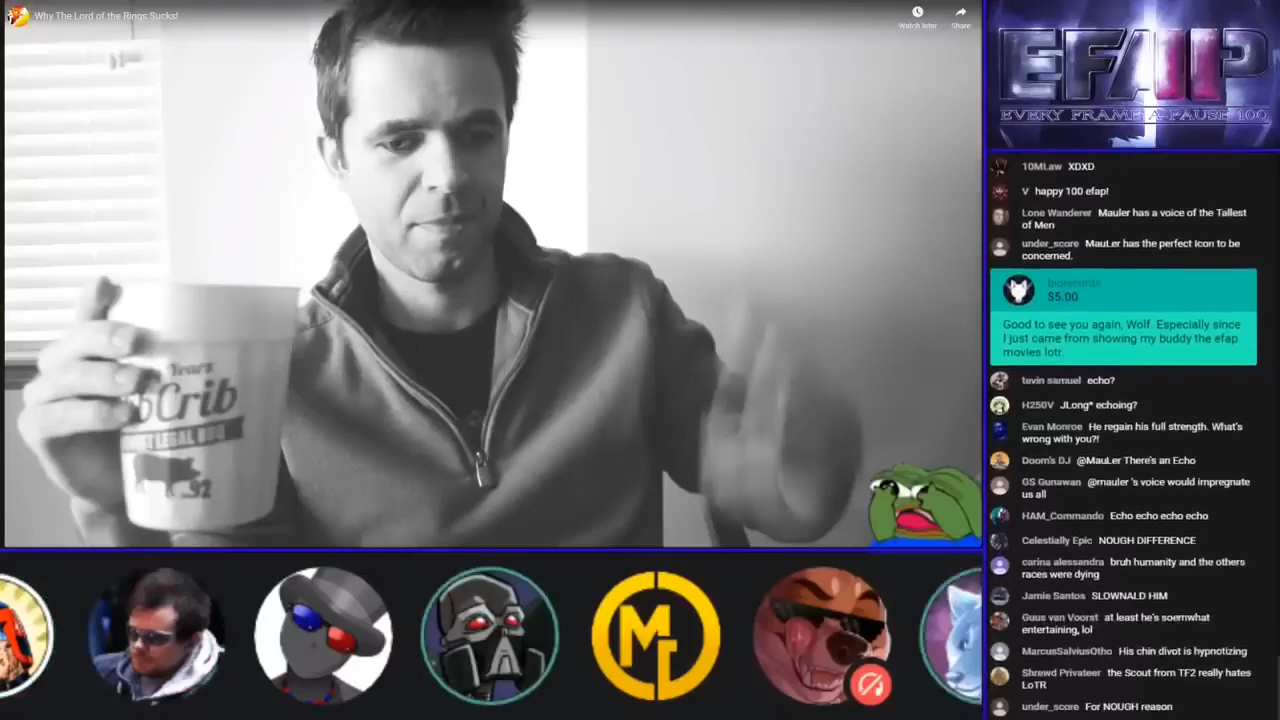 Why The Lord of the Rings Sucks!
Watch later
Share
Years
bCrib
LEGAL BBQ
EFAP
EVERY FRAME A PAUSE 100
10MLaw XDXD
V happy 100 efap!
Lone Wanderer Mauler has a voice of the Tallest
of Men
under_score MauLer has the perfect icon to be
concerned.
$5.00
Good to see you again, Wolf. Especially since
I just came from showing my buddy the efap
movies lotr.
tevin samuel echo?
H250V JLong* echoing?
Evan Monroe He regain his full strength. What's
wrong with you?!
Doom's DJ @MauLer There's an Echo
GS Gunawan @mauler 's voice would impregnate
us all
HAM_Commando Echo echo echo echo
Celestially Epic NOUGH DIFFERENCE
carina alessandra bruh humanity and the others
races were dying
Jamie Santos SLOWNALD HIM
Guus van Voorst at least he's soemwhat
entertaining, lol
MarcusSalviusOtho His chin divot is hypnotizing
Shrewd Privateer the Scout from TF2 really hates
LoTR
under_score For NOUGH reason
ML